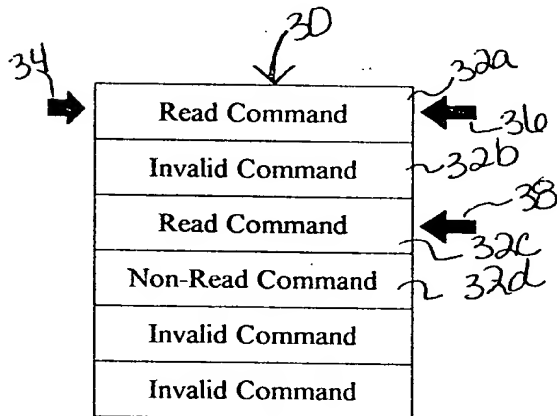 30
34
32a
Read Command
36
Invalid Command
32b
38
Read Command
32c
Non-Read Command
32d
Invalid Command
Invalid Command